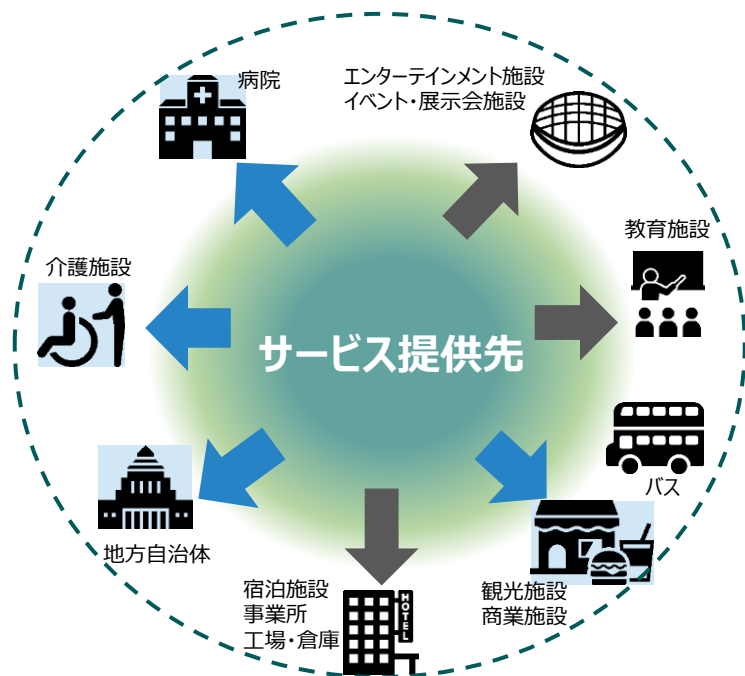 病院
エンターテインメント施設
イベント・展示会施設
教育施設
介護施設
サービス提供先
バス
地方自治体
観光施設
商業施設
宿泊施設
事業所
工場・倉庫
HOTEL